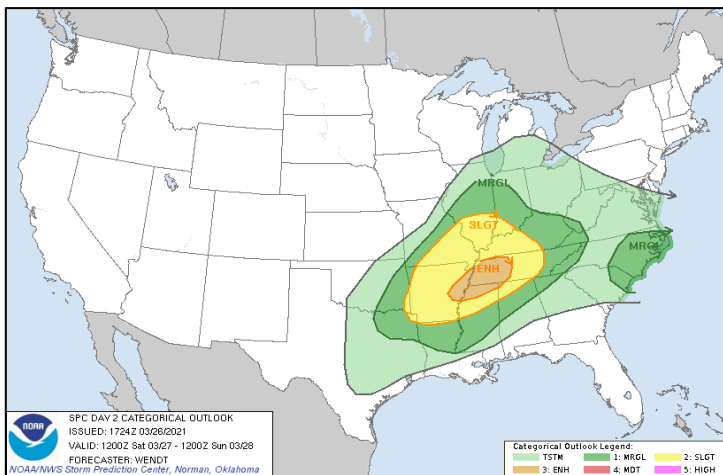 MRGL
SLGT
ENH
MRGL
NOAA
SPC DAY 2 CATEGORICAL OUTLOOK
ISSUED: 1724Z 03/26/2021
VALID: 1200Z Sat 03/27 - 1200Z Sun 03/28
FORECASTER: WENDT
NOAA/NWS Storm Prediction Center, Norman, Oklahoma
Categorical Outlook Legend:
TSTM 1: MRGL 2: SLGT
3: ENH 4: MDT 5: HIGH